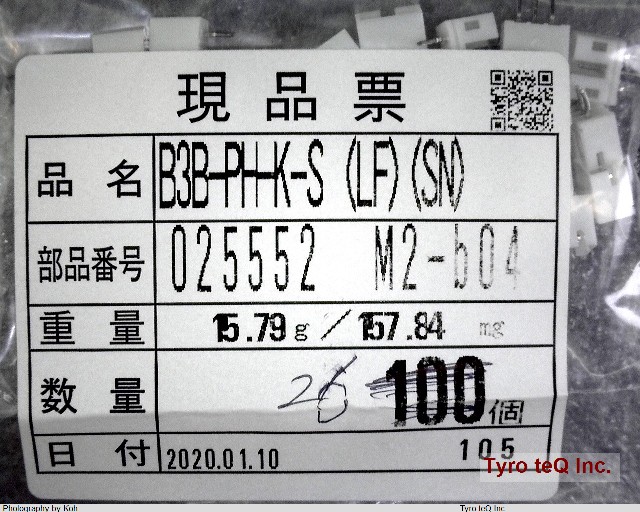 現品票
品名 B3B-PH-K-S (LF)(SN)
部品番号 025552 M2-b04
重量 15.79g / 157.84 mg
数量 100個
日付 2020.01.10 105
Tyro teQ Inc.
Photography by Koh Tyro teQ Inc